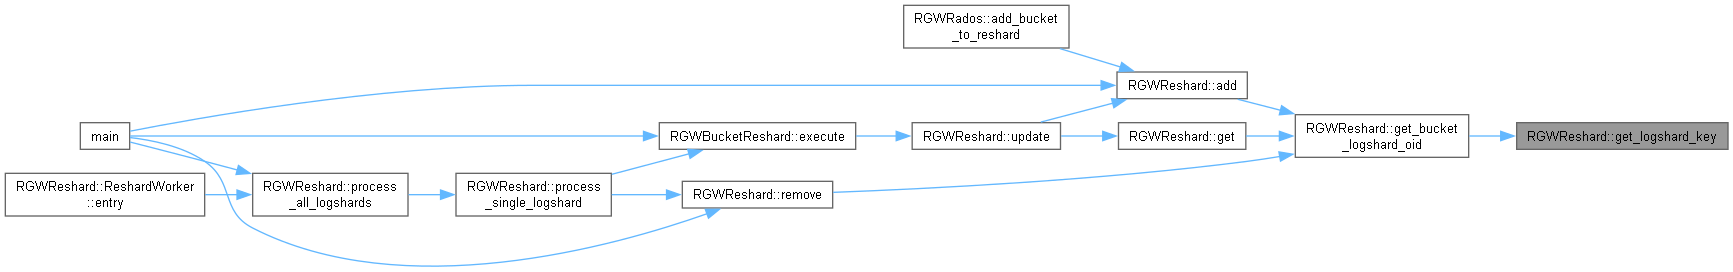 RGWRados::add_bucket
_to_reshard
RGWReshard::add
main
RGWBucketReshard::execute
RGWReshard::update
RGWReshard::get
RGWReshard::get_bucket
_logshard_oid
RGWReshard::get_logshard_key
RGWReshard::ReshardWorker
::entry
RGWReshard::process
_all_logshards
RGWReshard::process
_single_logshard
RGWReshard::remove